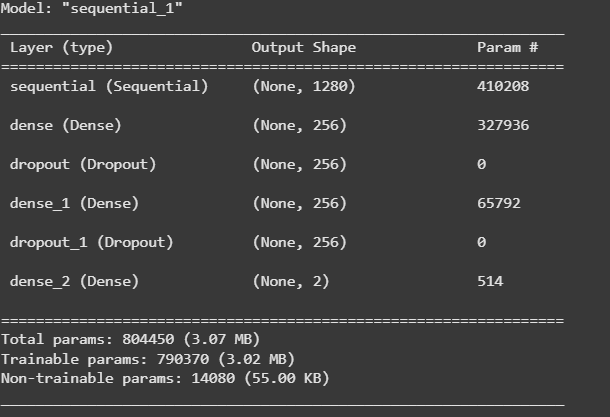 Model: "sequential_1"
Layer (type) Output Shape Param #
sequential (Sequential) (None, 1280) 410208
dense (Dense) (None, 256) 327936
dropout (Dropout) (None, 256) 0
dense_1 (Dense) (None, 256) 65792
dropout_1 (Dropout) (None, 256) 0
dense_2 (Dense) (None, 2) 514
Total params: 804450 (3.07 MB)
Trainable params: 790370 (3.02 MB)
Non-trainable params: 14080 (55.00 KB)